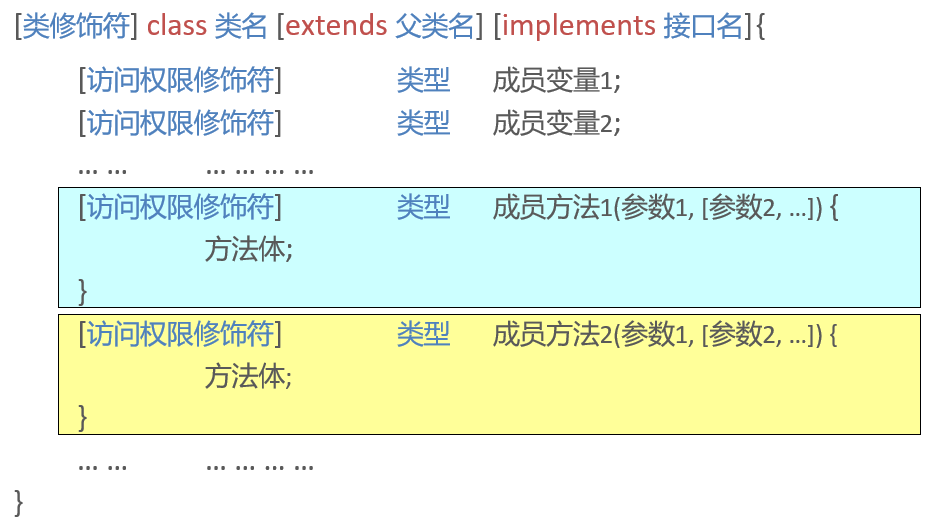 [类修饰符] class 类名 [extends 父类名] [implements 接口名]{
[访问权限修饰符] 类型 成员变量1;
[访问权限修饰符] 类型 成员变量2;
... ... ... ... ... ...
[访问权限修饰符] 类型 成员方法1(参数1, [参数2, ...]) {
方法体;
}
[访问权限修饰符] 类型 成员方法2(参数1, [参数2, ...]) {
方法体;
}
... ... ... ... ... ...
}